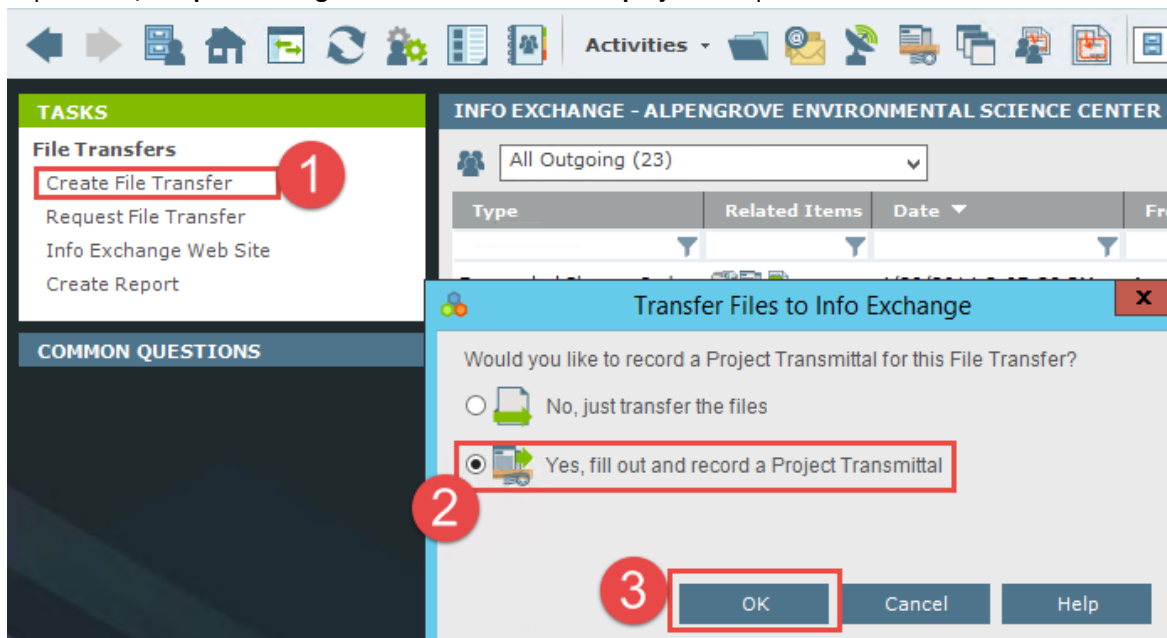 Activities
TASKS
File Transfers
Create File Transfer
1
Request File Transfer
Info Exchange Web Site
Create Report
COMMON QUESTIONS
INFO EXCHANGE - ALPENGROVE ENVIRONMENTAL SCIENCE CENTER
All Outgoing (23)
Type Related Items Date Fr
Transfer Files to Info Exchange
x
Would you like to record a Project Transmittal for this File Transfer?
No, just transfer the files
Yes, fill out and record a Project Transmittal
2
3
OK Cancel Help